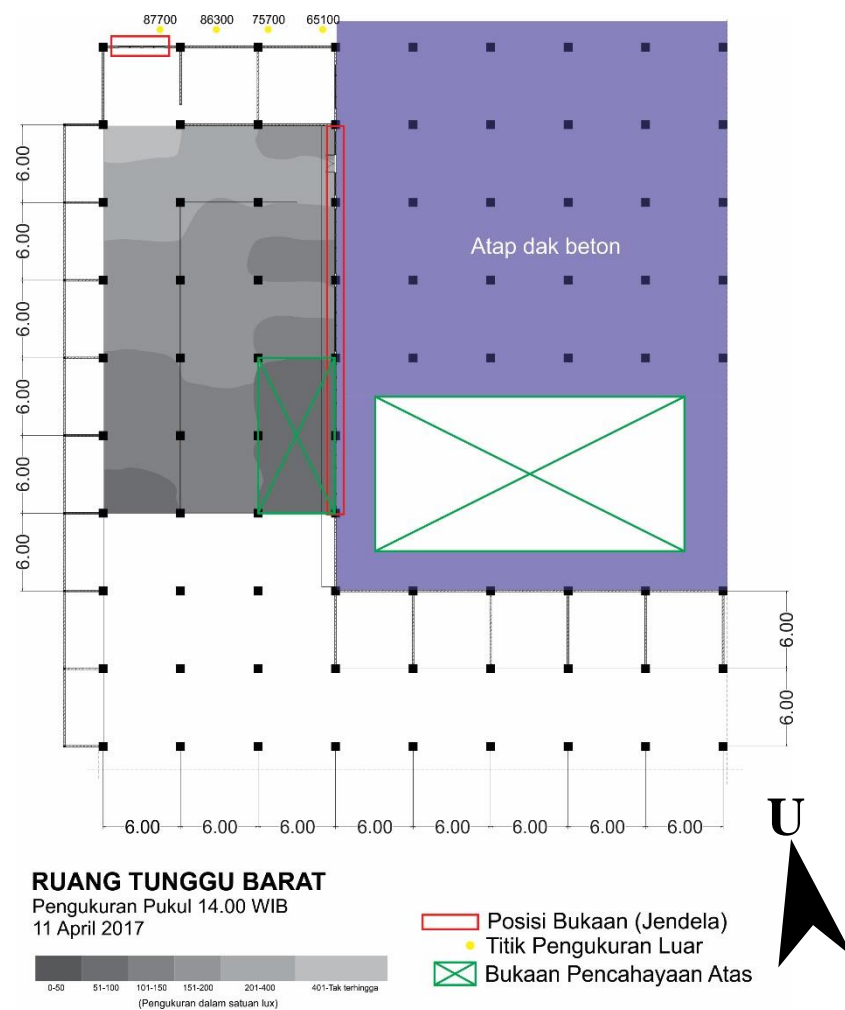 87700 86300 75700 65100
Atap dak beton
6.00
6.00
6.00
6.00
6.00
6.00
6.00
6.00
6.00 6.00 6.00 6.00 6.00 6.00 6.00 6.00
U
RUANG TUNGGU BARAT
Pengukuran Pukul 14.00 WIB
11 April 2017
0-50 51-100 101-150 151-200 201-400 401-Tak terhingga
(Pengukuran dalam satuan lux)
Posisi Bukaan (Jendela)
Titik Pengukuran Luar
Bukaan Pencahayaan Atas